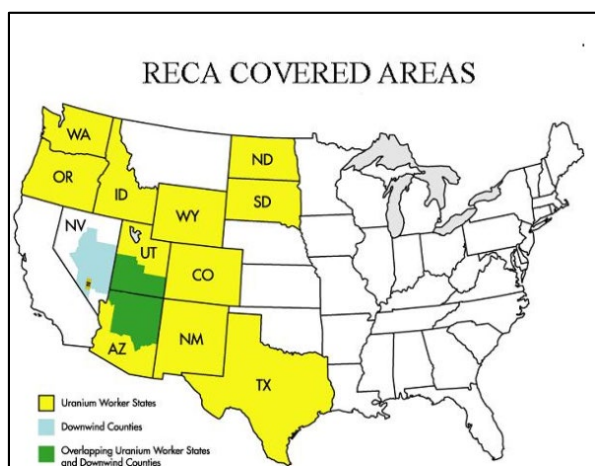 RECA COVERED AREAS
WA
OR
ID
ND
SD
WY
NV
UT
CO
AZ
NM
TX
Uranium Worker States
Downwind Counties
Overlapping Uranium Worker States
and Downwind Counties